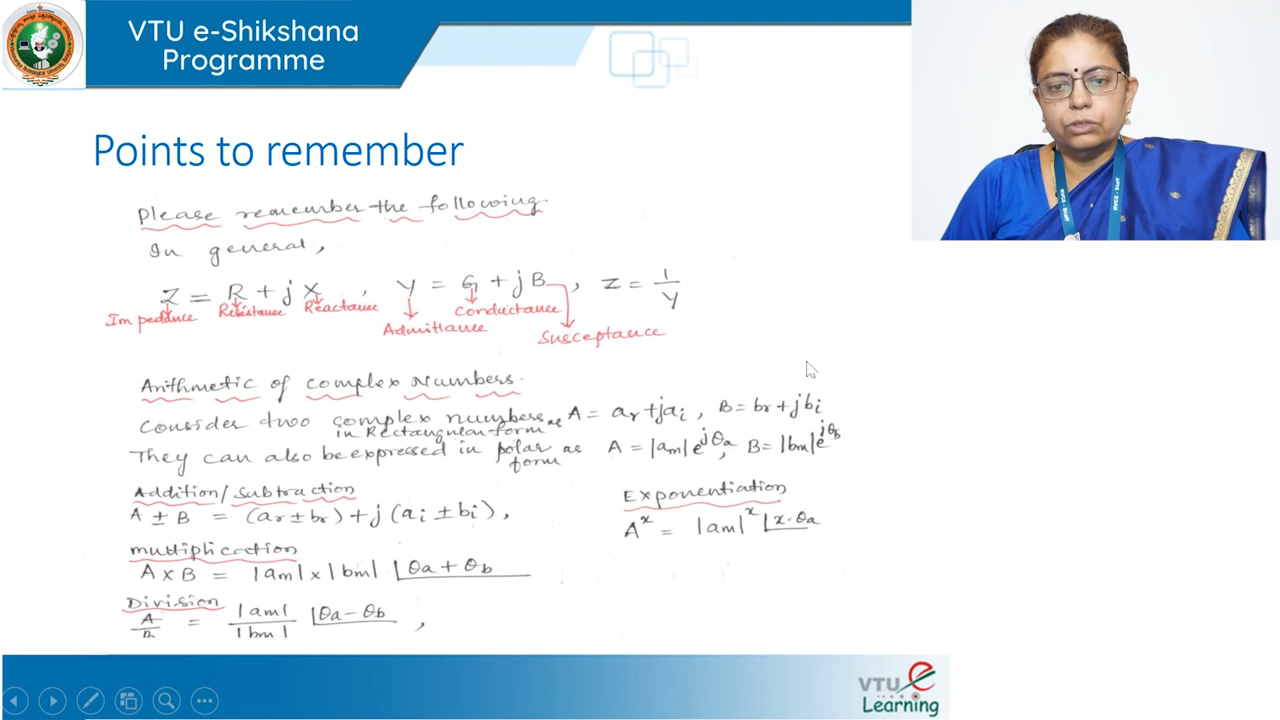 VTU e-Shikshana
Programme
Points to remember
Please remember the following
In general,
Z = R + j X , Y = G + j B , Z = 1/Y
Impedance Resistance Reactance Admittance Conductance Susceptance
Arithmetic of complex Numbers.
Consider two complex numbers in Rectangular form as A = ar+jai , B = br+jbi
They can also be expressed in polar form as A = |am|e^jθa, B = |bm|e^jθb
Addition/Subtraction
A ± B = (ar±br)+j(ai±bi),
Multiplication
A x B = |am|x|bm| ∠θa+θb
Division
A/B = |am|/|bm| ∠θa-θb ,
Exponentiation
A^x = |am|^x ∠x·θa
RVCE - Staff
VTU e
Learning